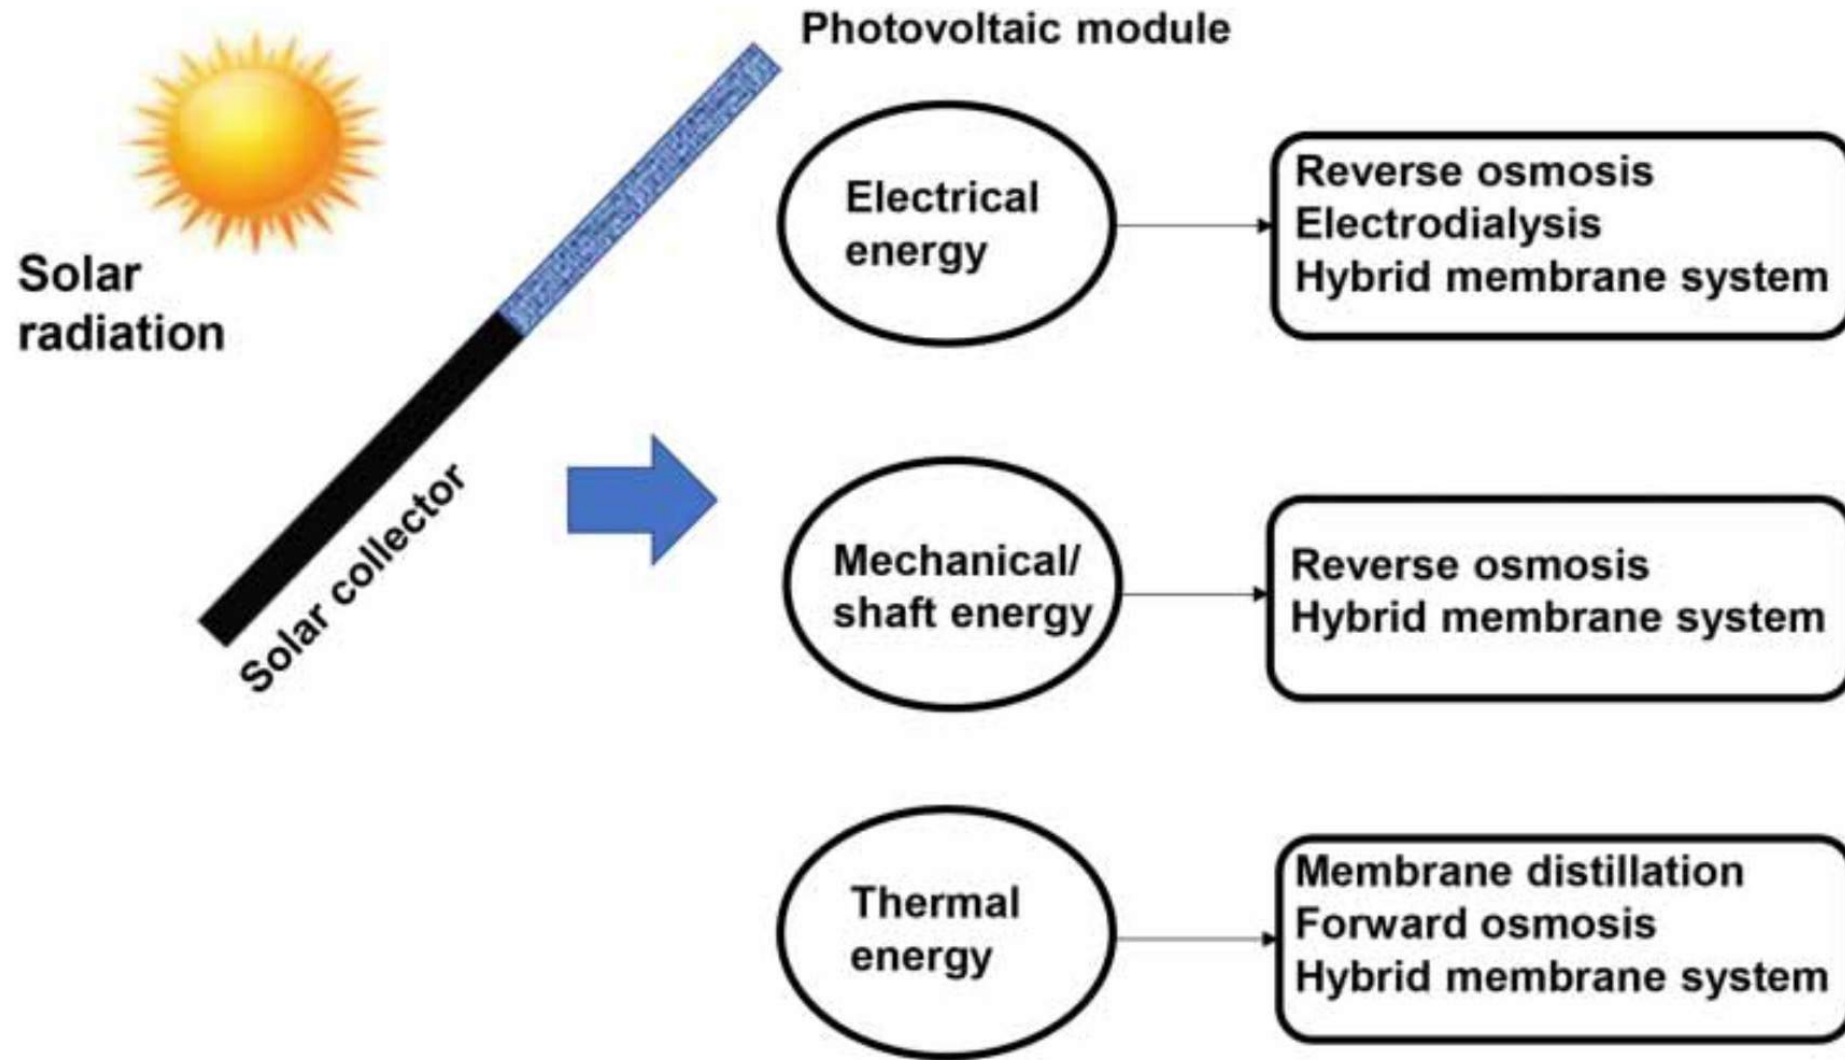 Photovoltaic module
Solar
radiation
Solar collector
Electrical
energy
Reverse osmosis
Electrodialysis
Hybrid membrane system
Mechanical/
shaft energy
Reverse osmosis
Hybrid membrane system
Thermal
energy
Membrane distillation
Forward osmosis
Hybrid membrane system